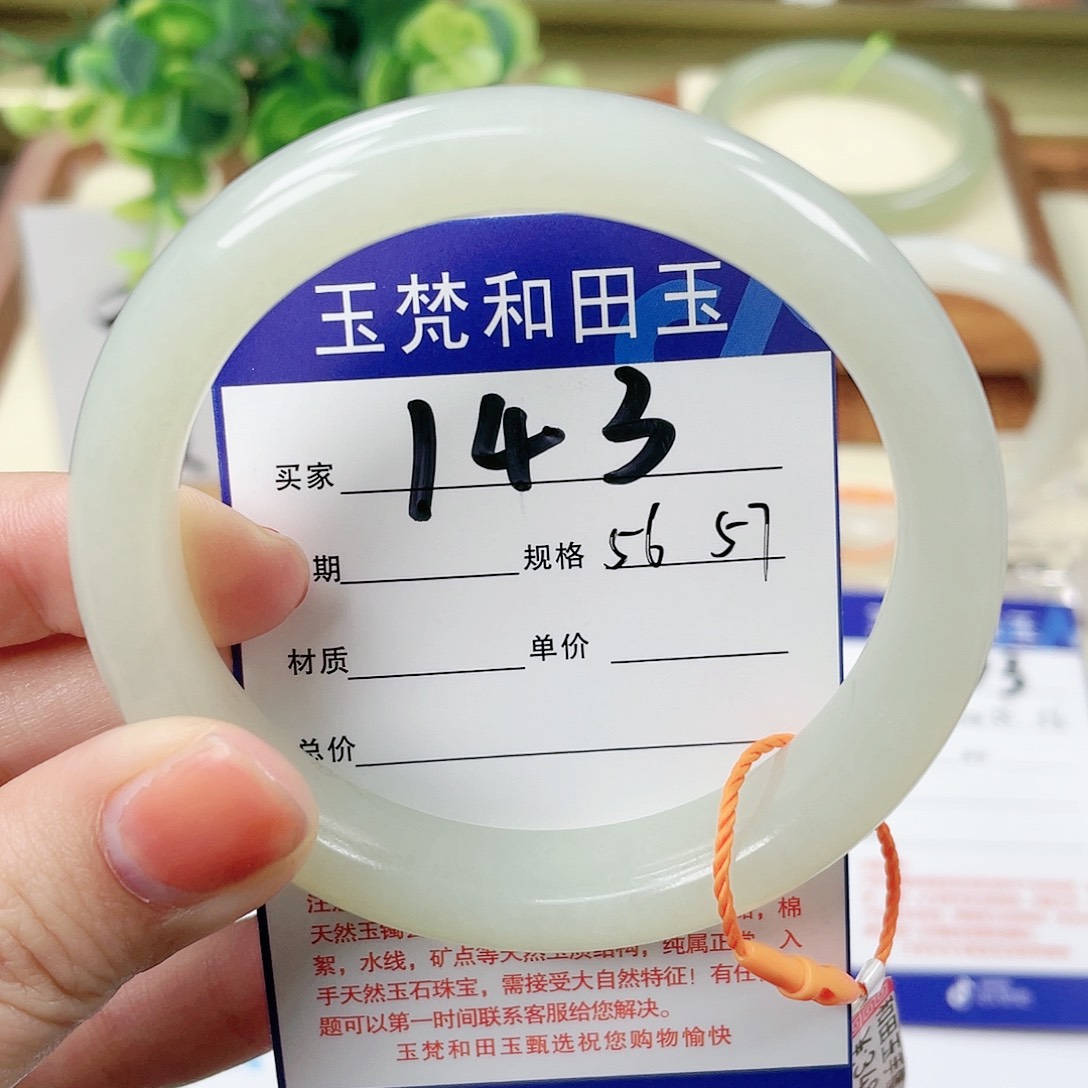 玉梵和田玉
买家 143
期 规格 56 57
材质 单价
总价
棉
天然玉镯
絮，水线，矿点等天然玉质结构，纯属正常，入
手天然玉石珠宝，需接受大自然特征！有任
题可以第一时间联系客服给您解决。
玉梵和田玉甄选祝您购物愉快